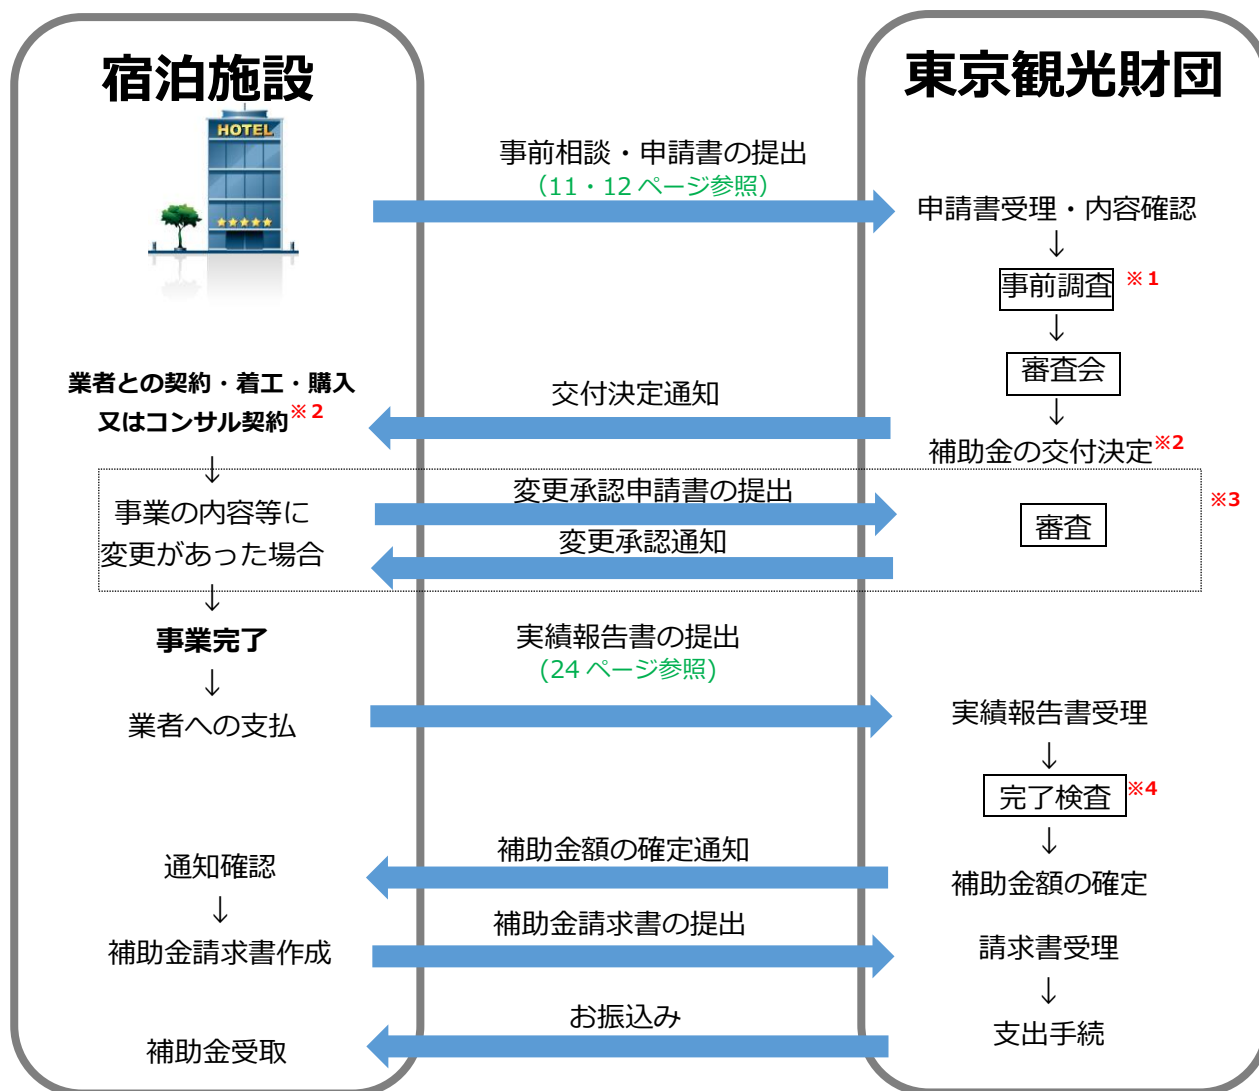 宿泊施設
東京観光財団
HOTEL
事前相談・申請書の提出
（11・12 ページ参照）
申請書受理・内容確認
↓
事前調査 ※１
↓
審査会
↓
補助金の交付決定※2
交付決定通知
業者との契約・着工・購入
又はコンサル契約※２
↓
事業の内容等に
変更があった場合
変更承認申請書の提出
変更承認通知
審査
※3
↓
事業完了
↓
業者への支払
実績報告書の提出
(24 ページ参照)
実績報告書受理
↓
完了検査 ※4
↓
補助金額の確定
補助金額の確定通知
通知確認
↓
補助金請求書作成
補助金請求書の提出
請求書受理
↓
支出手続
お振込み
補助金受取